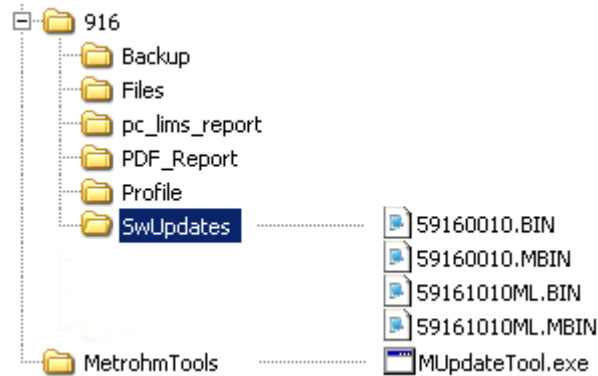 916
Backup
Files
pc_lims_report
PDF_Report
Profile
SwUpdates 59160010.BIN
59160010.MBIN
59161010ML.BIN
59161010ML.MBIN
MetrohmTools MUpdateTool.exe